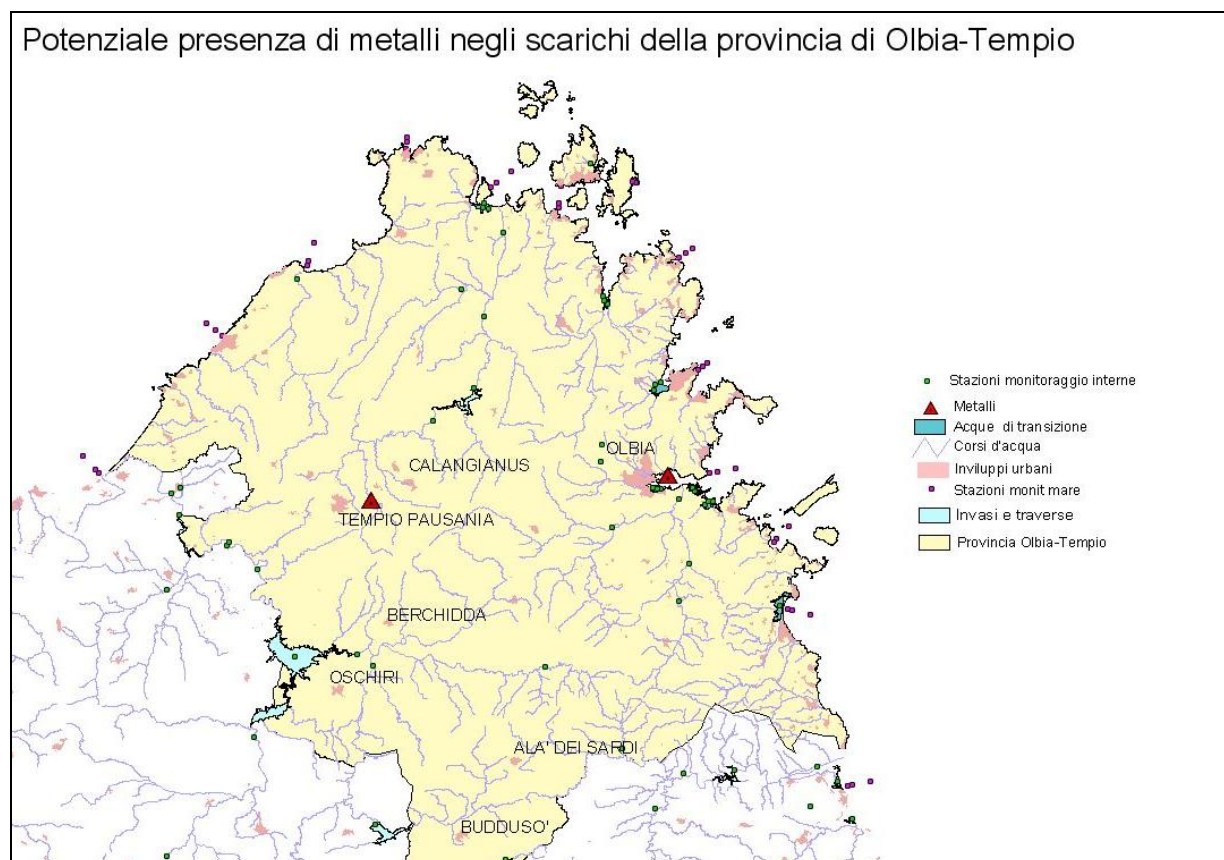 Potenziale presenza di metalli negli scarichi della provincia di Olbia-Tempio
Stazioni monitoraggio interne
Metalli
Acque di transizione
Corsi d'acqua
Inviluppi urbani
Stazioni monit mare
Invasi e traverse
Provincia Olbia-Tempio
OLBIA
CALANGIANUS
TEMPIO PAUSANIA
BERCHIDDA
OSCHIRI
ALA' DEI SARDI
BUDDUSO'